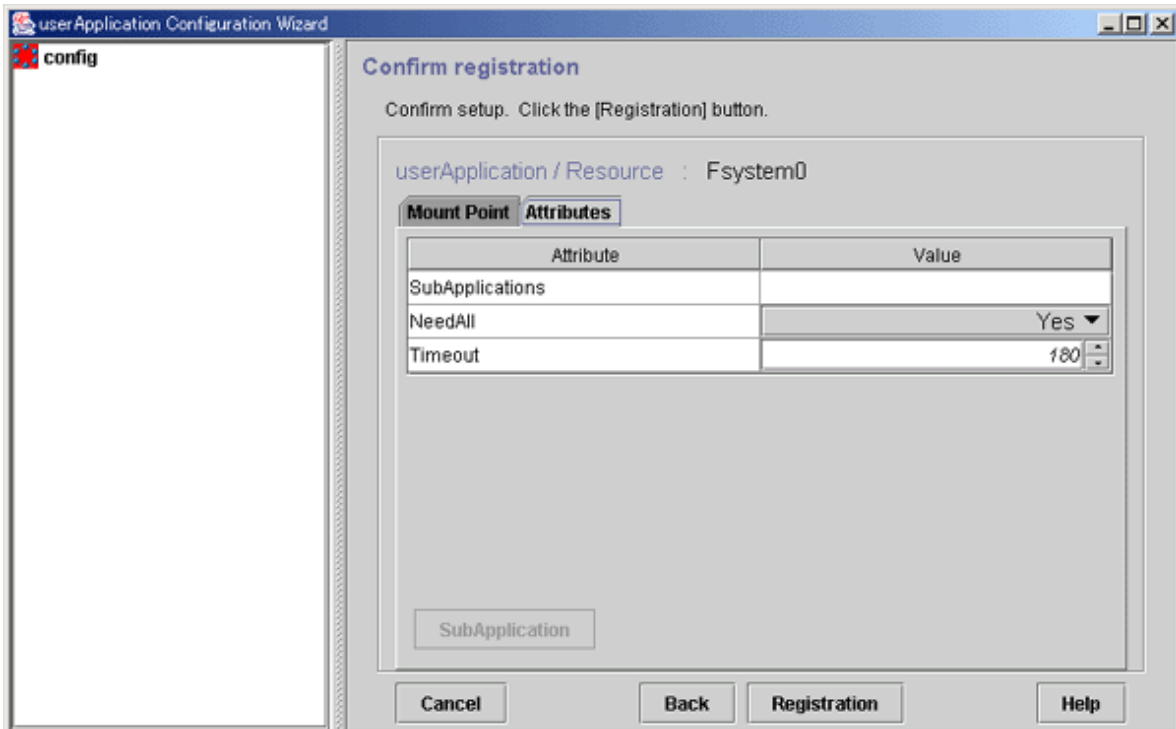 userApplication Configuration Wizard
config
Confirm registration
Confirm setup. Click the [Registration] button.
userApplication / Resource : Fsystem0
Mount Point Attributes
Attribute Value
SubApplications
NeedAll Yes
Timeout 180
SubApplication
Cancel Back Registration Help